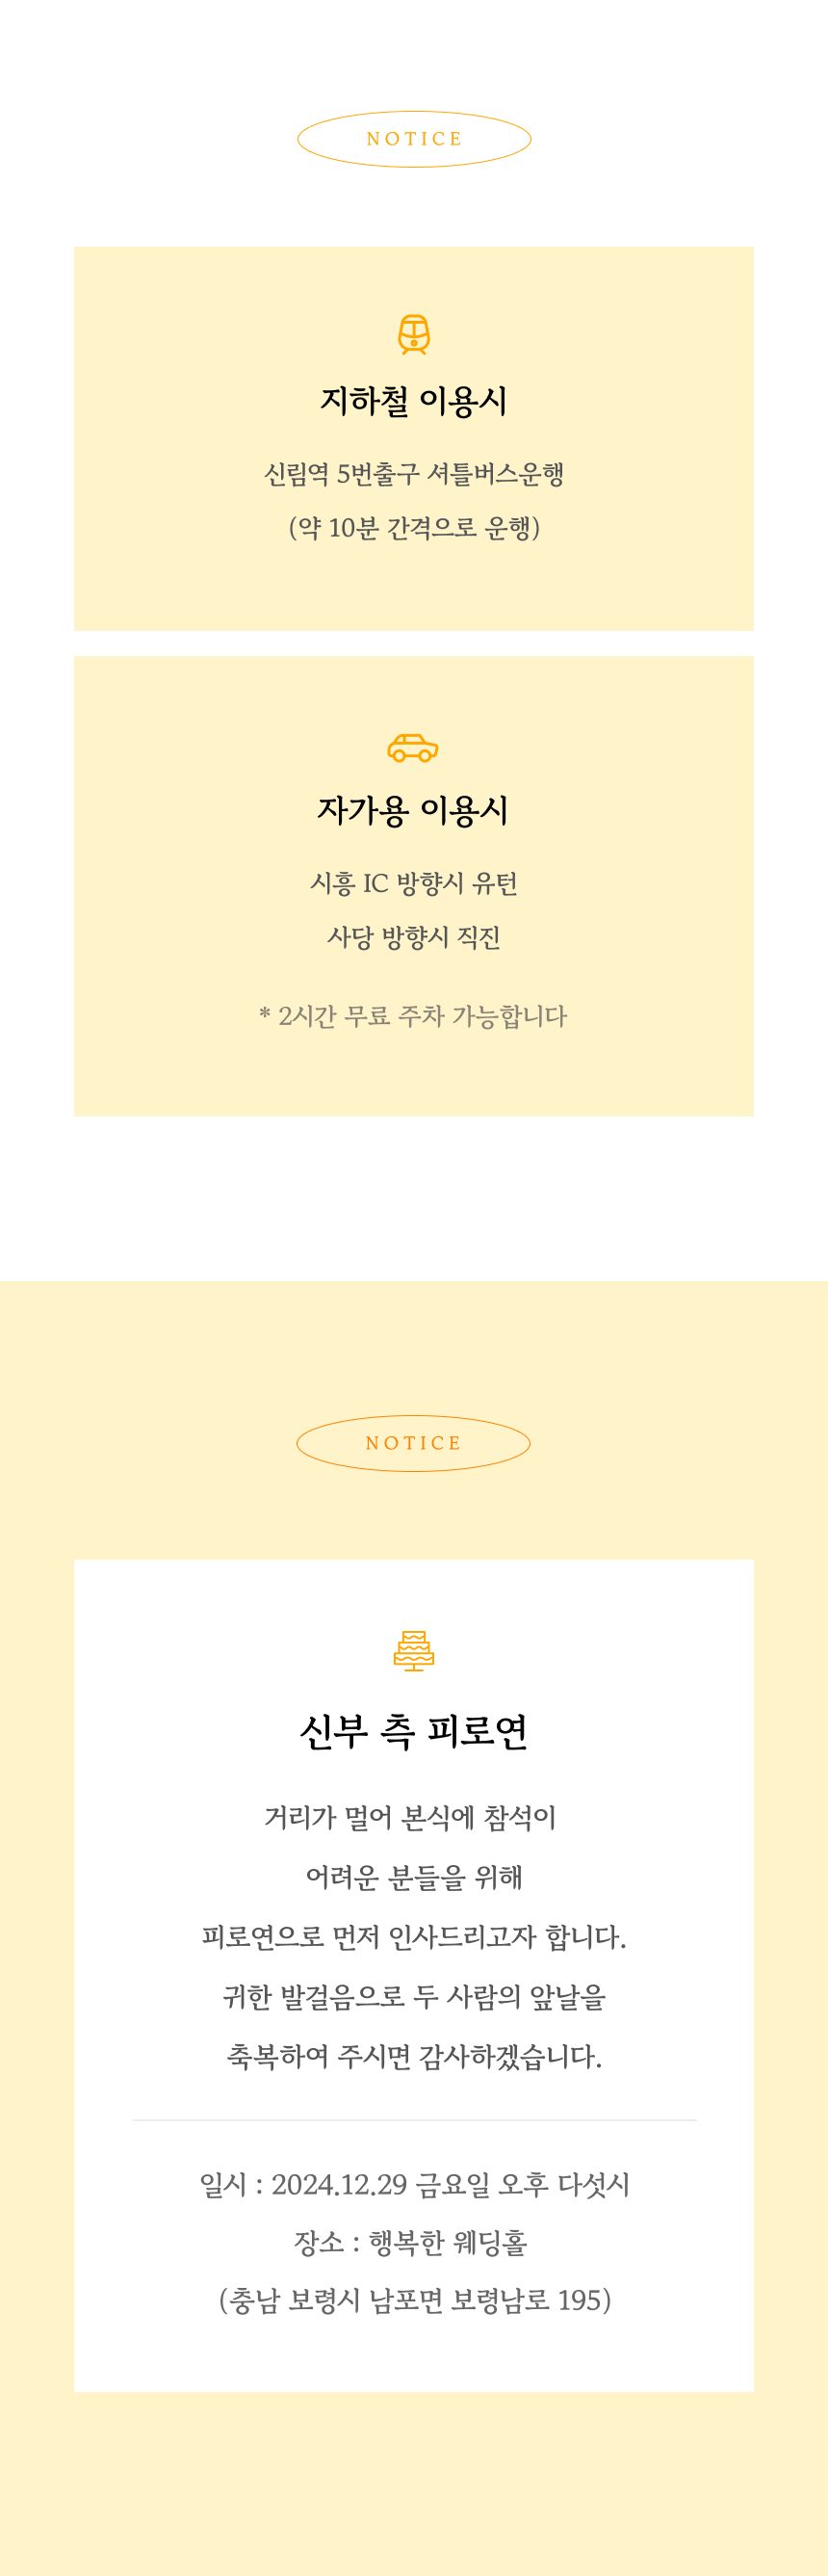 NOTICE
지하철 이용시
신림역 5번출구 셔틀버스운행
(약 10분 간격으로 운행)
자가용 이용시
시흥 IC 방향시 유턴
사당 방향시 직진
* 2시간 무료 주차 가능합니다
NOTICE
신부 측 피로연
거리가 멀어 본식에 참석이
어려운 분들을 위해
피로연으로 먼저 인사드리고자 합니다.
귀한 발걸음으로 두 사람의 앞날을
축복하여 주시면 감사하겠습니다.
일시 : 2024.12.29 금요일 오후 다섯시
장소 : 행복한 웨딩홀
(충남 보령시 남포면 보령남로 195)